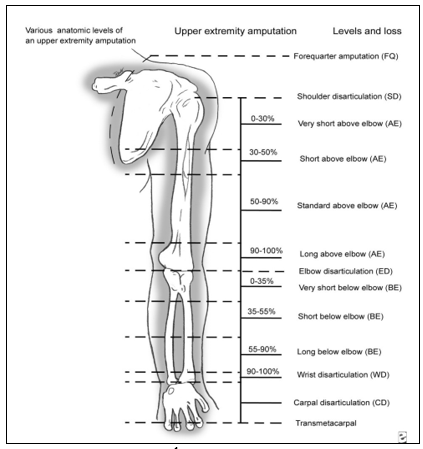 Various anatomic levels of
an upper extremity amputation
Upper extremity amputation
Levels and loss
Forequarter amputation (FQ)
Shoulder disarticulation (SD)
0-30%
Very short above elbow (AE)
30-50%
Short above elbow (AE)
50-90%
Standard above elbow (AE)
90-100%
Long above elbow (AE)
Elbow disarticulation (ED)
0-35%
Very short below elbow (BE)
35-55%
Short below elbow (BE)
55-90%
Long below elbow (BE)
90-100%
Wrist disarticulation (WD)
Carpal disarticulation (CD)
Transmetacarpal